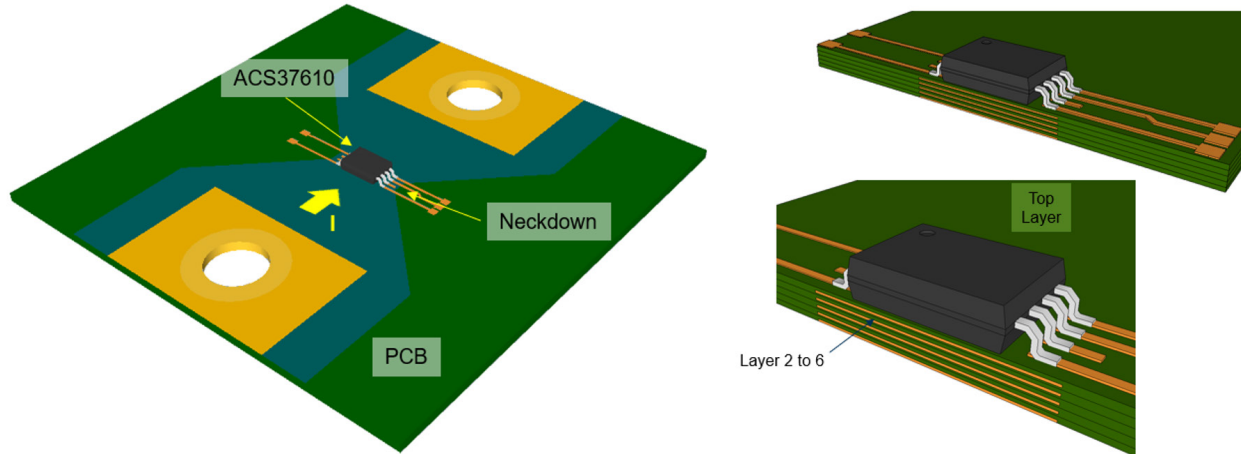 ACS37610
I
Neckdown
PCB
Top
Layer
Layer 2 to 6